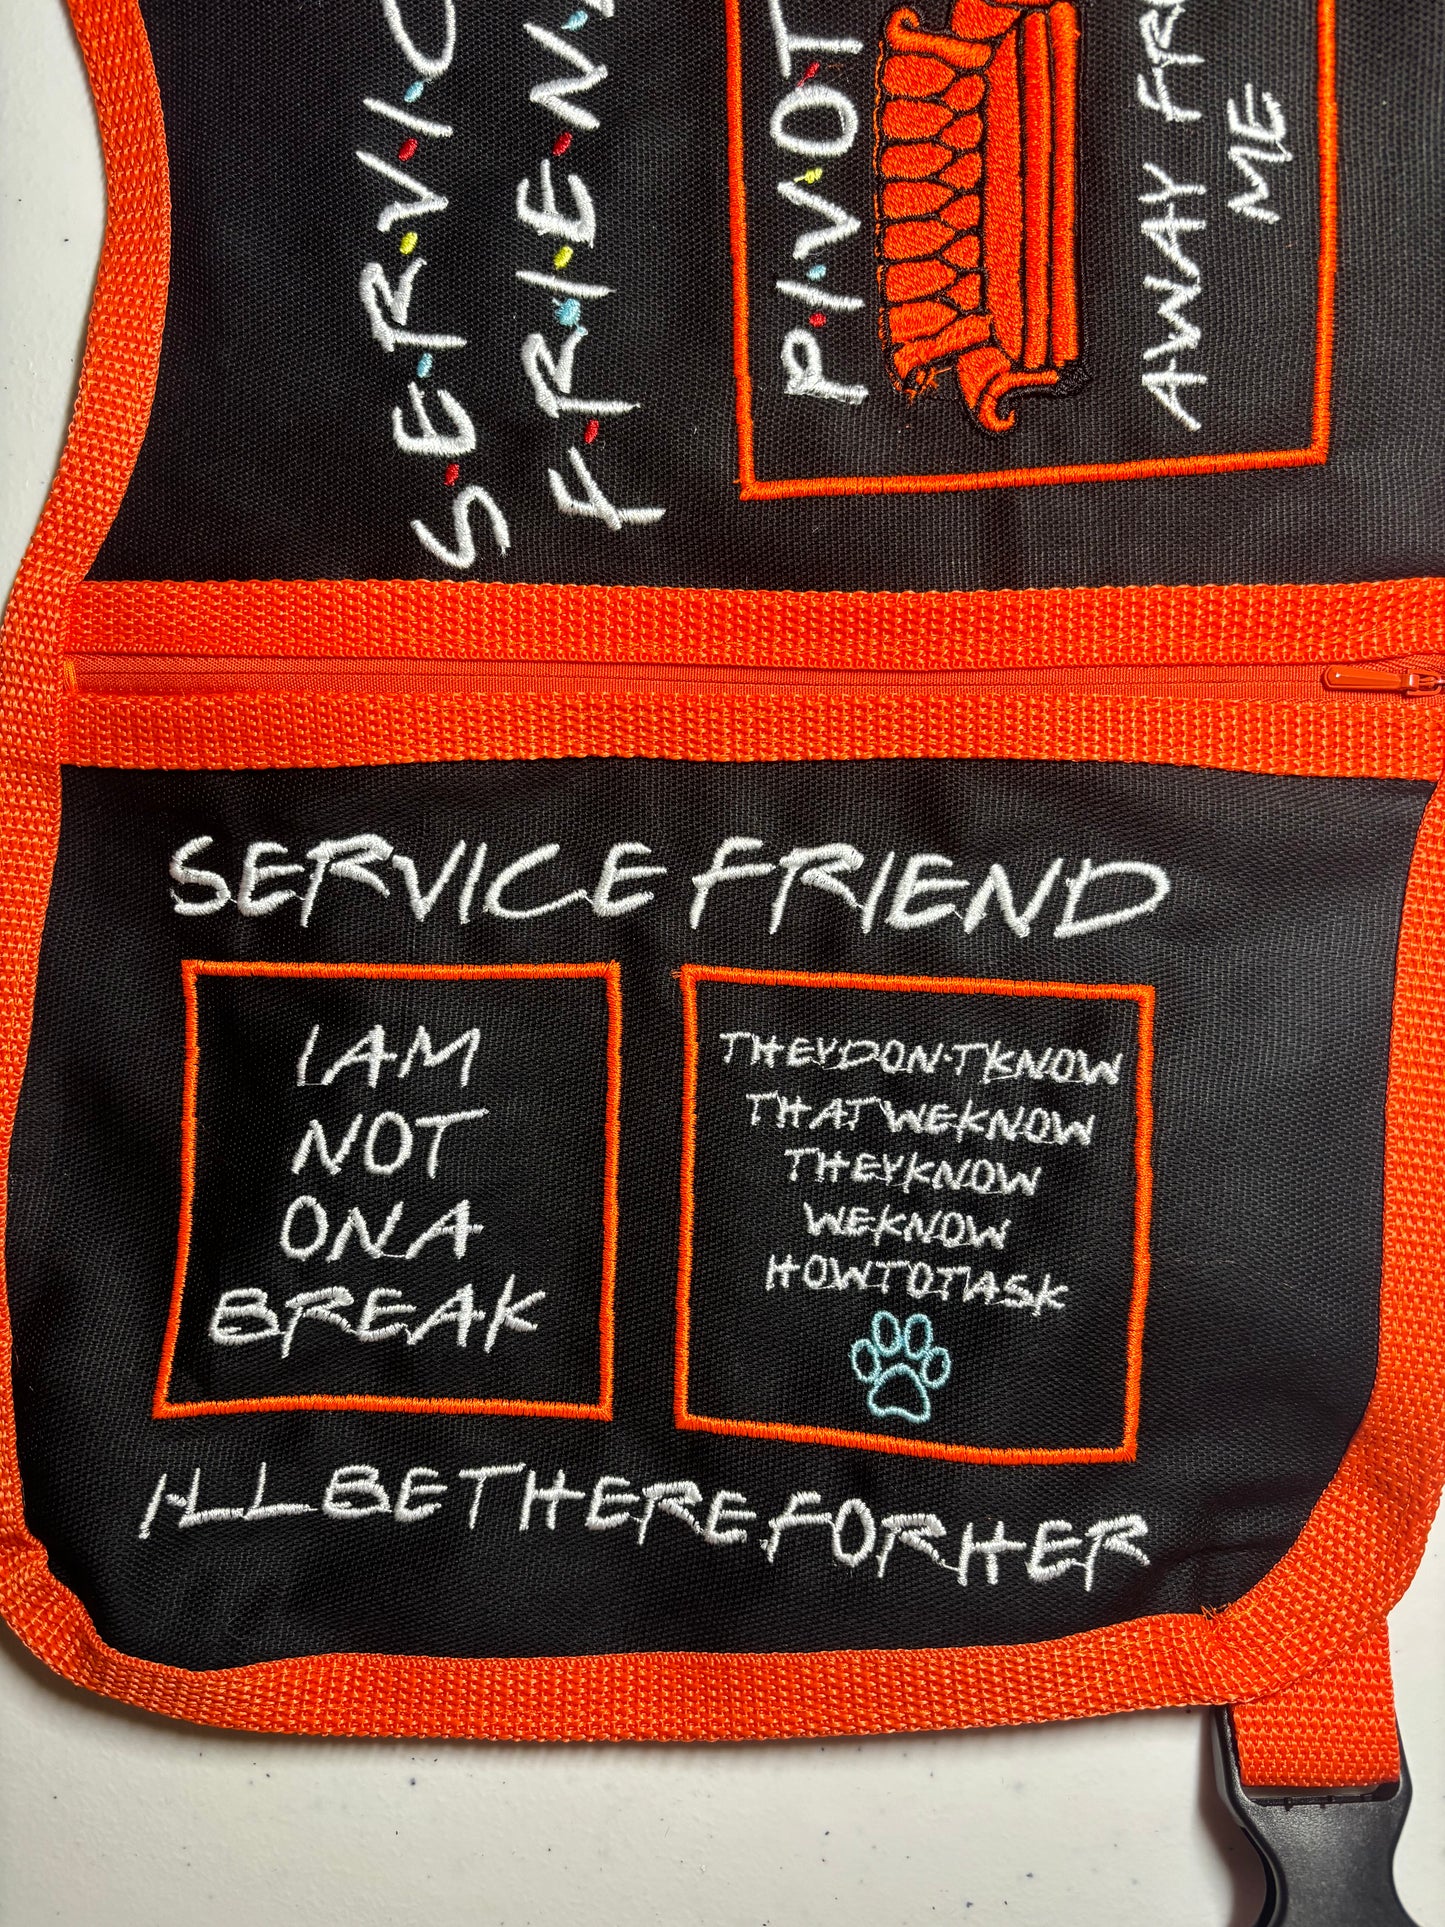 P·I·VOT
AWAY
ME
SERVICE FRIEND
I AM
NOT
ON A
BREAK
THEY DON·T KNOW
THAT WE KNOW
THEY KNOW
WE KNOW
HOW TO TASK
I·LL BE THERE FOR HER